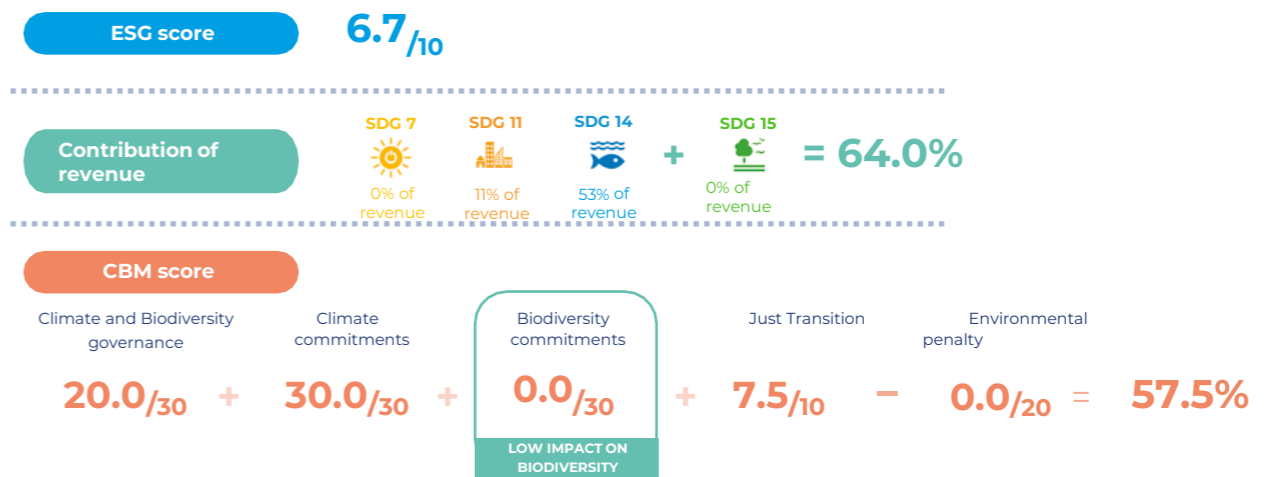 ESG score
6.7/10
Contribution of
revenue
SDG 7
0% of
revenue
SDG 11
11% of
revenue
SDG 14
53% of
revenue
+
SDG 15
0% of
revenue
= 64.0%
CBM score
Climate and Biodiversity
governance
20.0/30
+
Climate
commitments
30.0/30
+
Biodiversity
commitments
0.0/30
LOW IMPACT ON
BIODIVERSITY
+
Just Transition
7.5/10
−
Environmental
penalty
0.0/20
= 57.5%